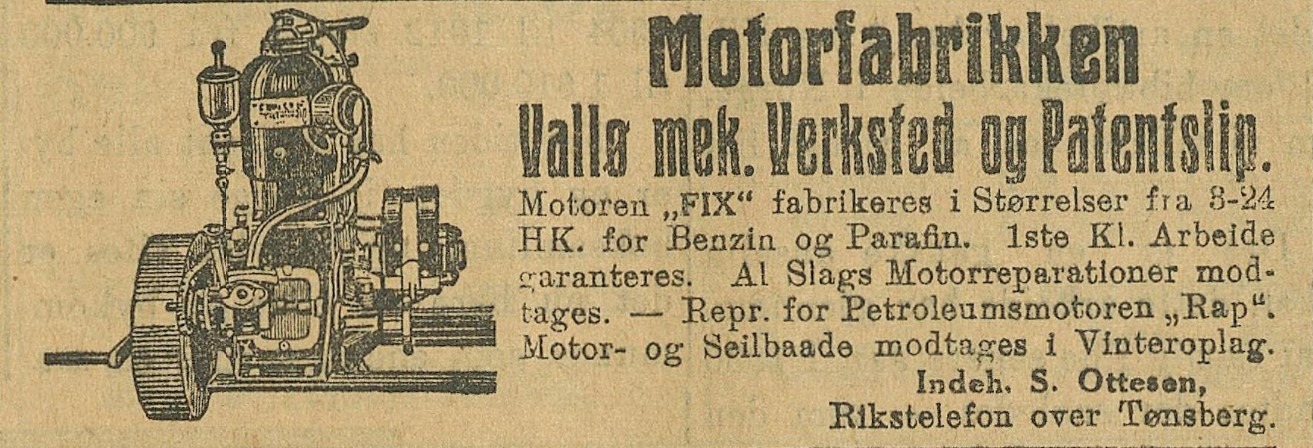 Motorfabrikken
Vallø mek. Verksted og Patentslip.
Motoren „FIX“ fabrikeres i Størrelser fra 3-24
HK. for Benzin og Parafin. 1ste Kl. Arbeide
garanteres. Al Slags Motorreparationer mod-
tages. — Repr. for Petroleumsmotoren „Rap“.
Motor- og Seilbaade modtages i Vinteroplag.
Indeh. S. Ottesen,
Rikstelefon over Tønsberg.